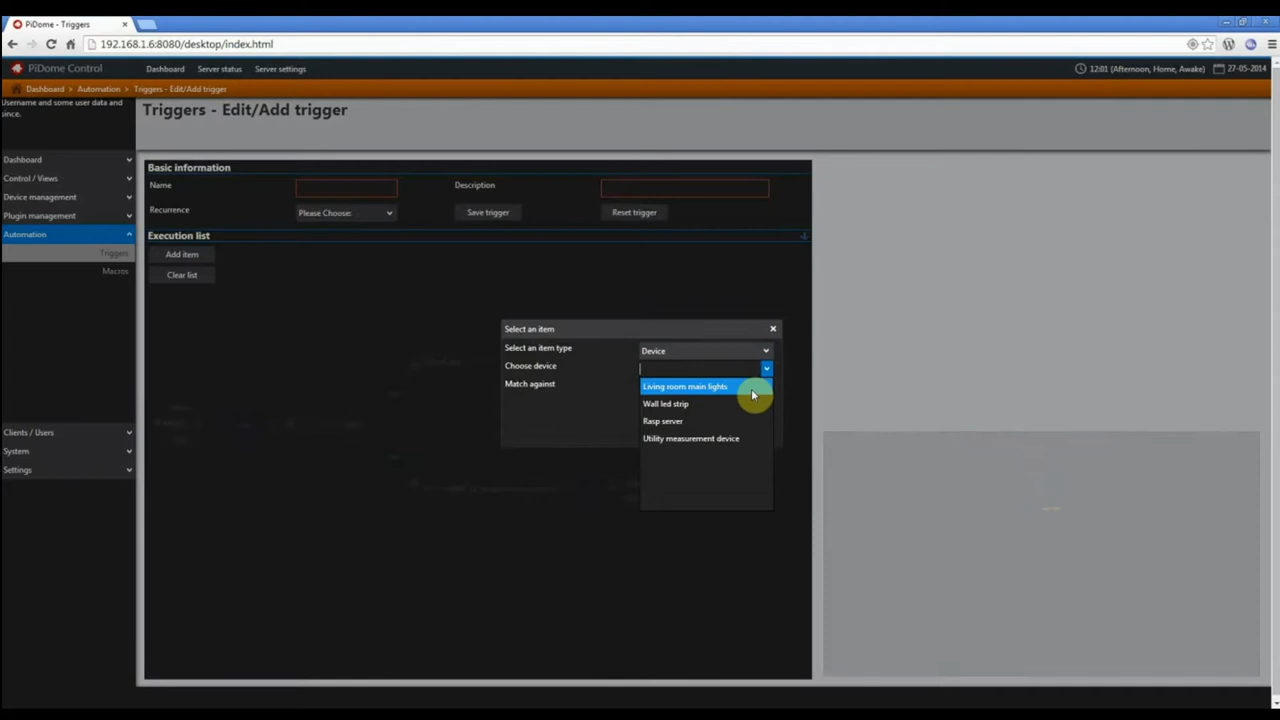 PiDome - Triggers
192.168.1.6:8080/desktop/index.html
PiDome Control
Dashboard
Server status
Server settings
12:01 (Afternoon, Home, Awake)
27-05-2014
Dashboard > Automation > Triggers - Edit/Add trigger
Username and some user data and
since.
Triggers - Edit/Add trigger
Dashboard
Control / Views
Device management
Plugin management
Automation
Triggers
Macros
Clients / Users
System
Settings
Basic information
Name
Description
Recurrence
Please Choose:
Save trigger
Reset trigger
Execution list
Add item
Clear list
Select an item
Select an item type
Device
Choose device
Match against
Living room main lights
Wall led strip
Rasp server
Utility measurement device